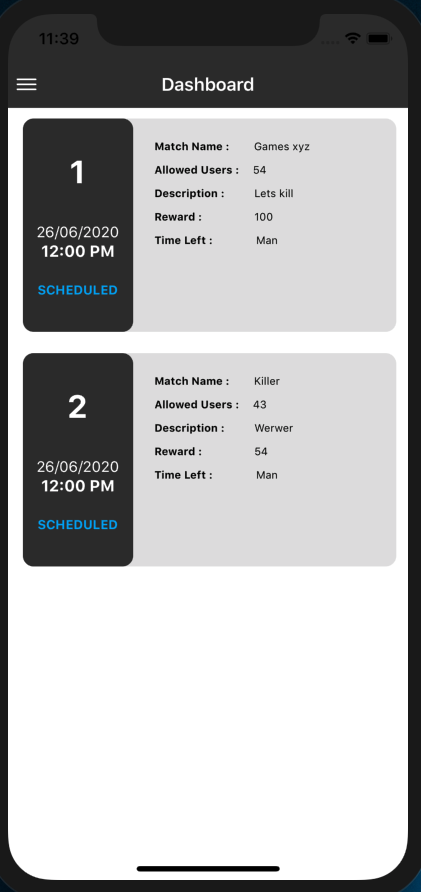 11:39
Dashboard
1
26/06/2020
12:00 PM
SCHEDULED
Match Name : Games xyz
Allowed Users : 54
Description : Lets kill
Reward : 100
Time Left : Man
2
26/06/2020
12:00 PM
SCHEDULED
Match Name : Killer
Allowed Users : 43
Description : Werwer
Reward : 54
Time Left : Man